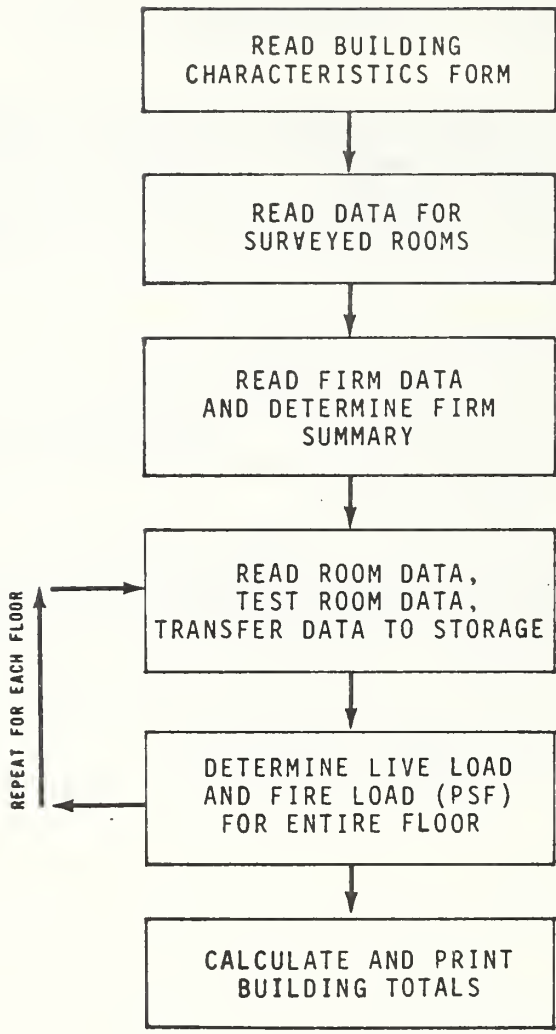 READ BUILDING
CHARACTERISTICS FORM
READ DATA FOR
SURVEYED ROOMS
READ FIRM DATA
AND DETERMINE FIRM
SUMMARY
READ ROOM DATA,
TEST ROOM DATA,
TRANSFER DATA TO STORAGE
REPEAT FOR EACH FLOOR
DETERMINE LIVE LOAD
AND FIRE LOAD (PSF)
FOR ENTIRE FLOOR
CALCULATE AND PRINT
BUILDING TOTALS